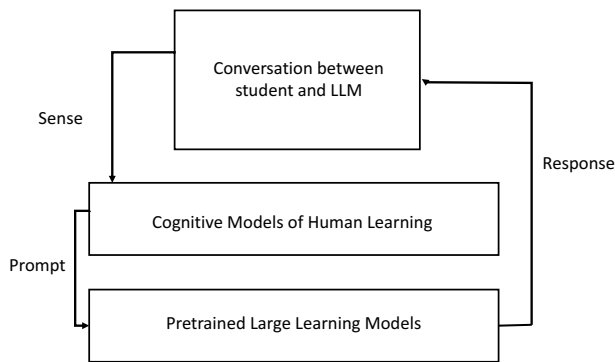 Conversation between
student and LLM
Sense
Response
Cognitive Models of Human Learning
Prompt
Pretrained Large Learning Models